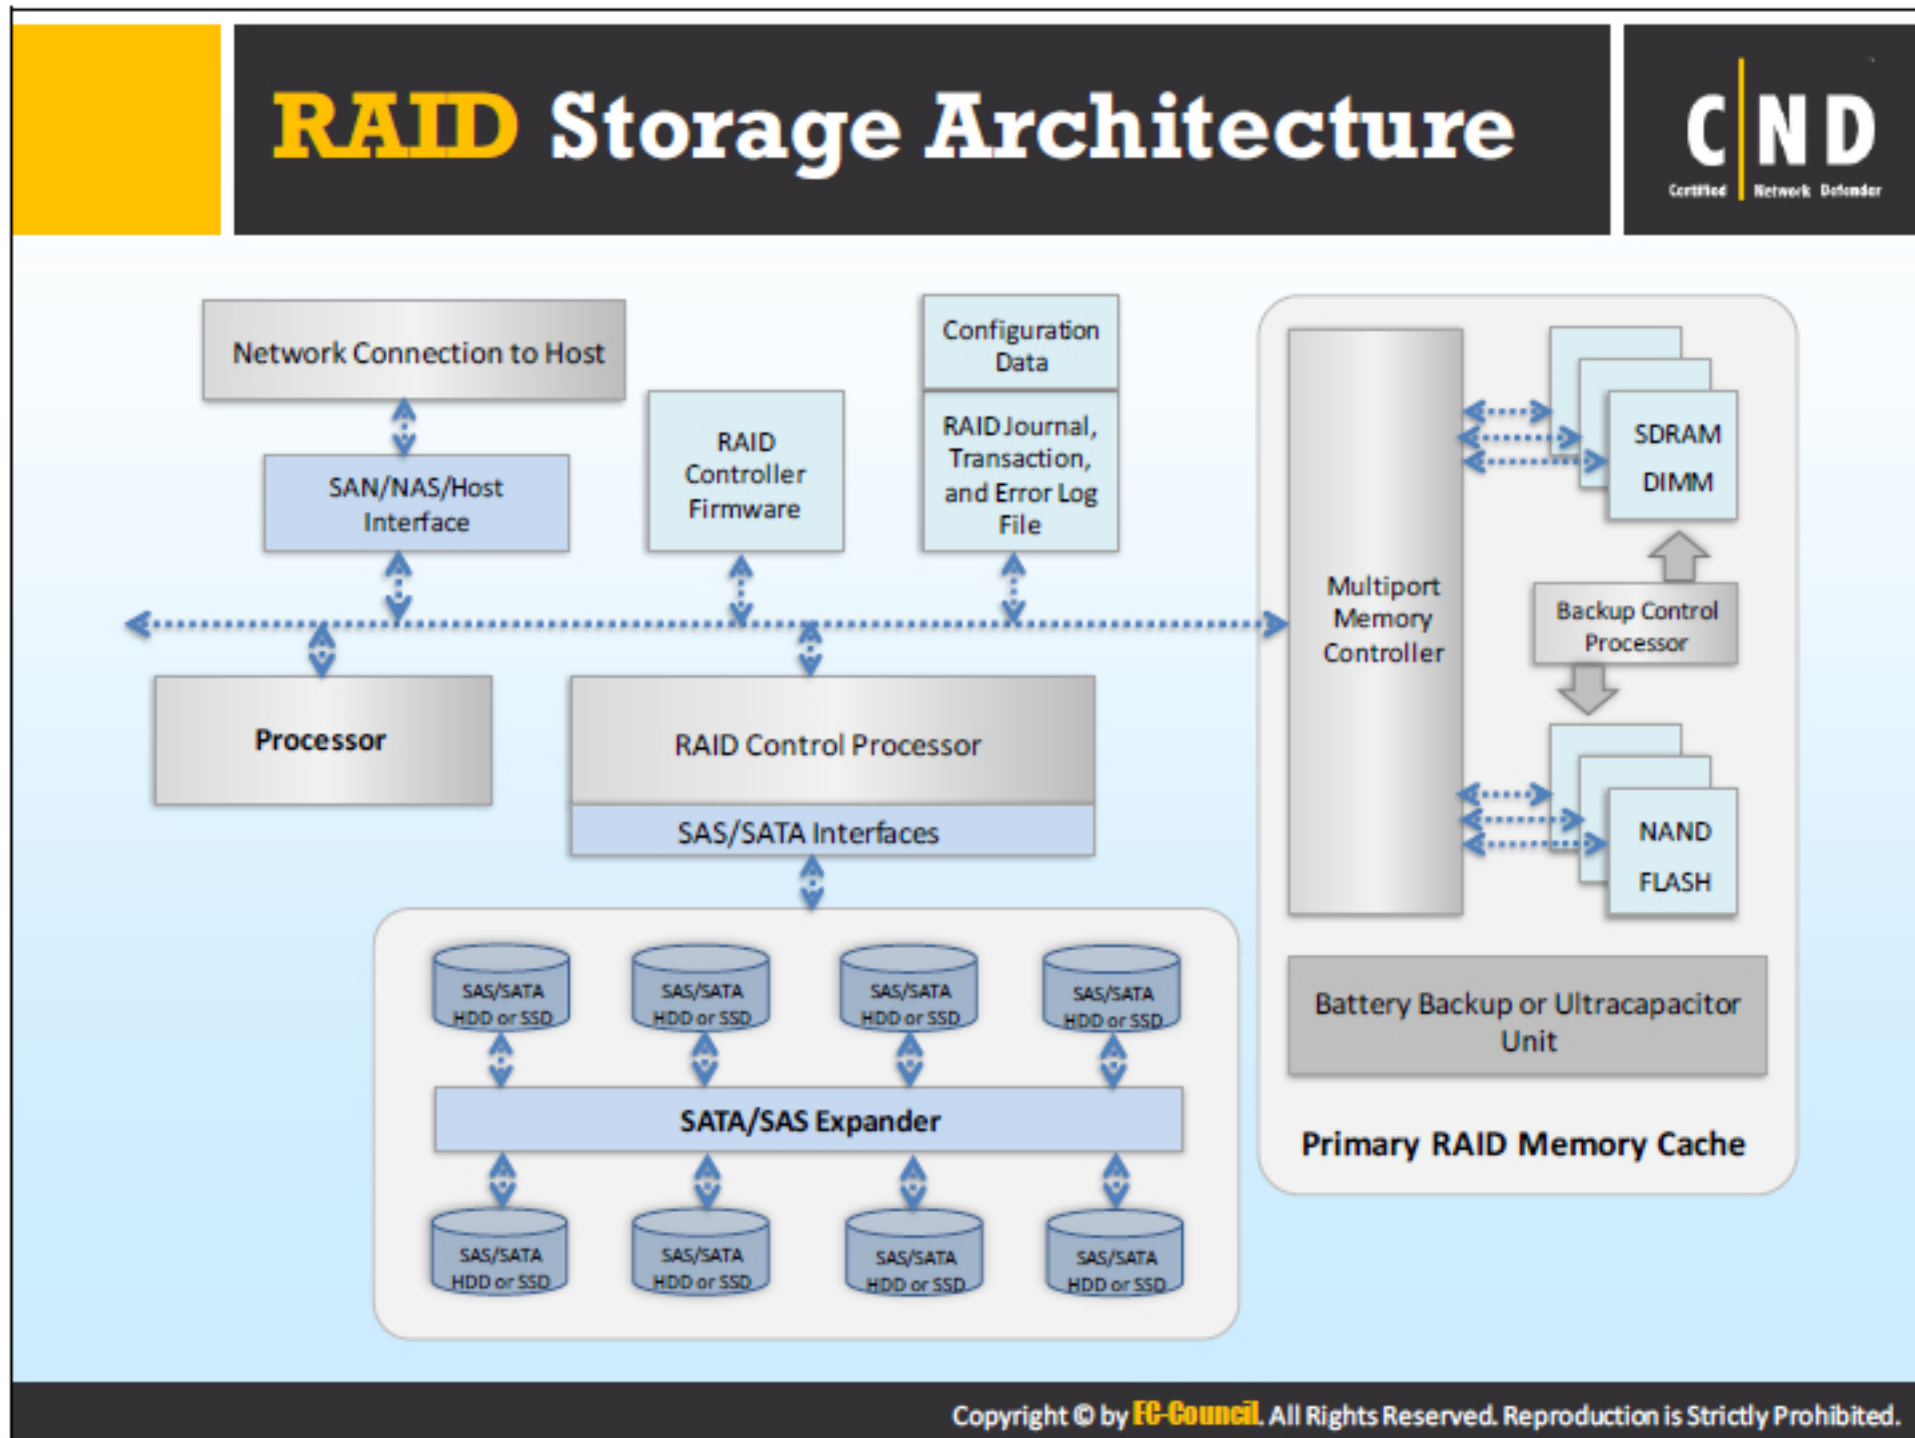 RAID Storage Architecture
C|ND
Certified Network Defender
Network Connection to Host
SAN/NAS/Host
Interface
RAID
Controller
Firmware
Configuration
Data
RAID Journal,
Transaction,
and Error Log
File
Processor
RAID Control Processor
SAS/SATA Interfaces
SAS/SATA
HDD or SSD
SAS/SATA
HDD or SSD
SAS/SATA
HDD or SSD
SAS/SATA
HDD or SSD
SATA/SAS Expander
SAS/SATA
HDD or SSD
SAS/SATA
HDD or SSD
SAS/SATA
HDD or SSD
SAS/SATA
HDD or SSD
Multiport
Memory
Controller
SDRAM
DIMM
Backup Control
Processor
NAND
FLASH
Battery Backup or Ultracapacitor
Unit
Primary RAID Memory Cache
Copyright © by EC-Council. All Rights Reserved. Reproduction is Strictly Prohibited.